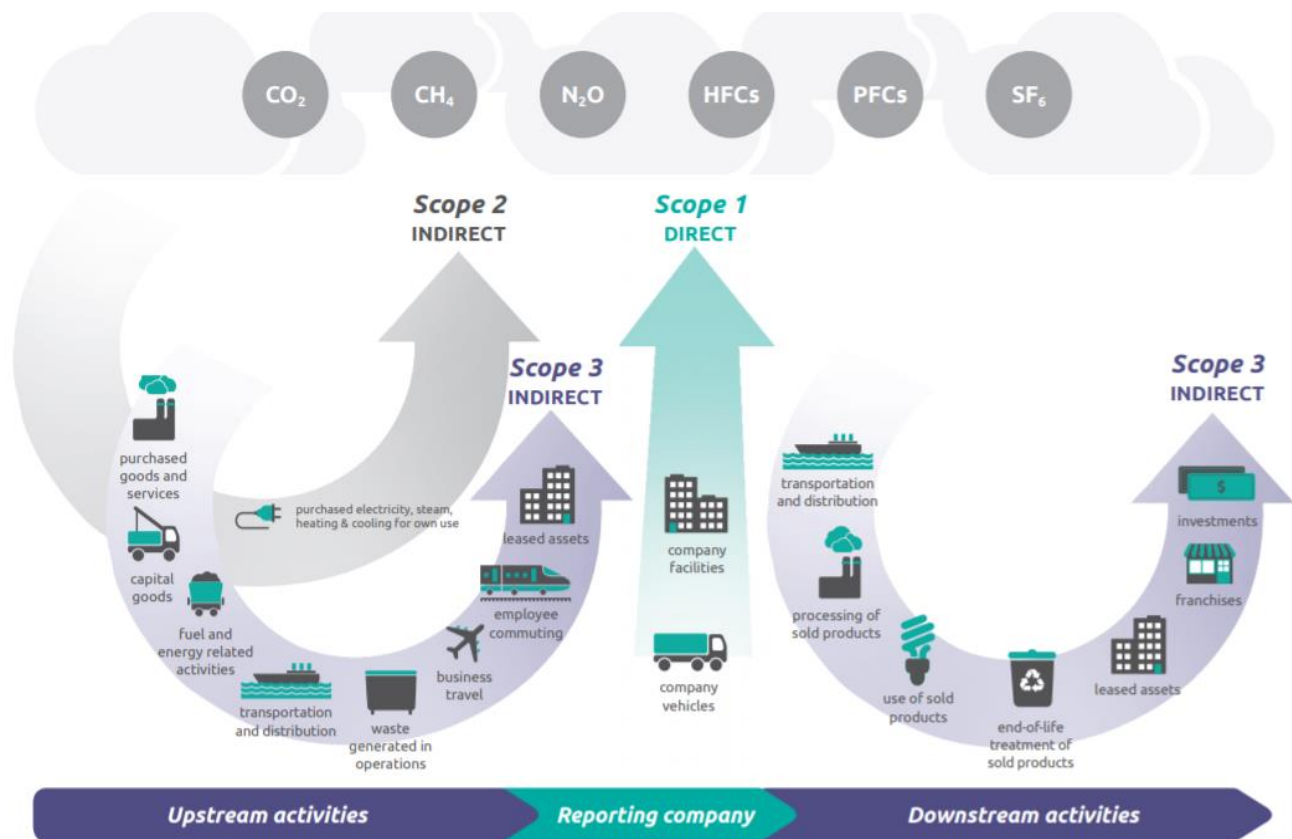 CO₂
CH₄
N₂O
HFCs
PFCs
SF₆
Scope 2
INDIRECT
Scope 1
DIRECT
Scope 3
INDIRECT
Scope 3
INDIRECT
purchased
goods and
services
purchased electricity, steam,
heating & cooling for own use
capital
goods
fuel and
energy related
activities
transportation
and distribution
waste
generated in
operations
business
travel
employee
commuting
leased assets
company
facilities
company
vehicles
transportation
and distribution
processing of
sold products
use of sold
products
end-of-life
treatment of
sold products
leased assets
franchises
$
investments
Upstream activities
Reporting company
Downstream activities